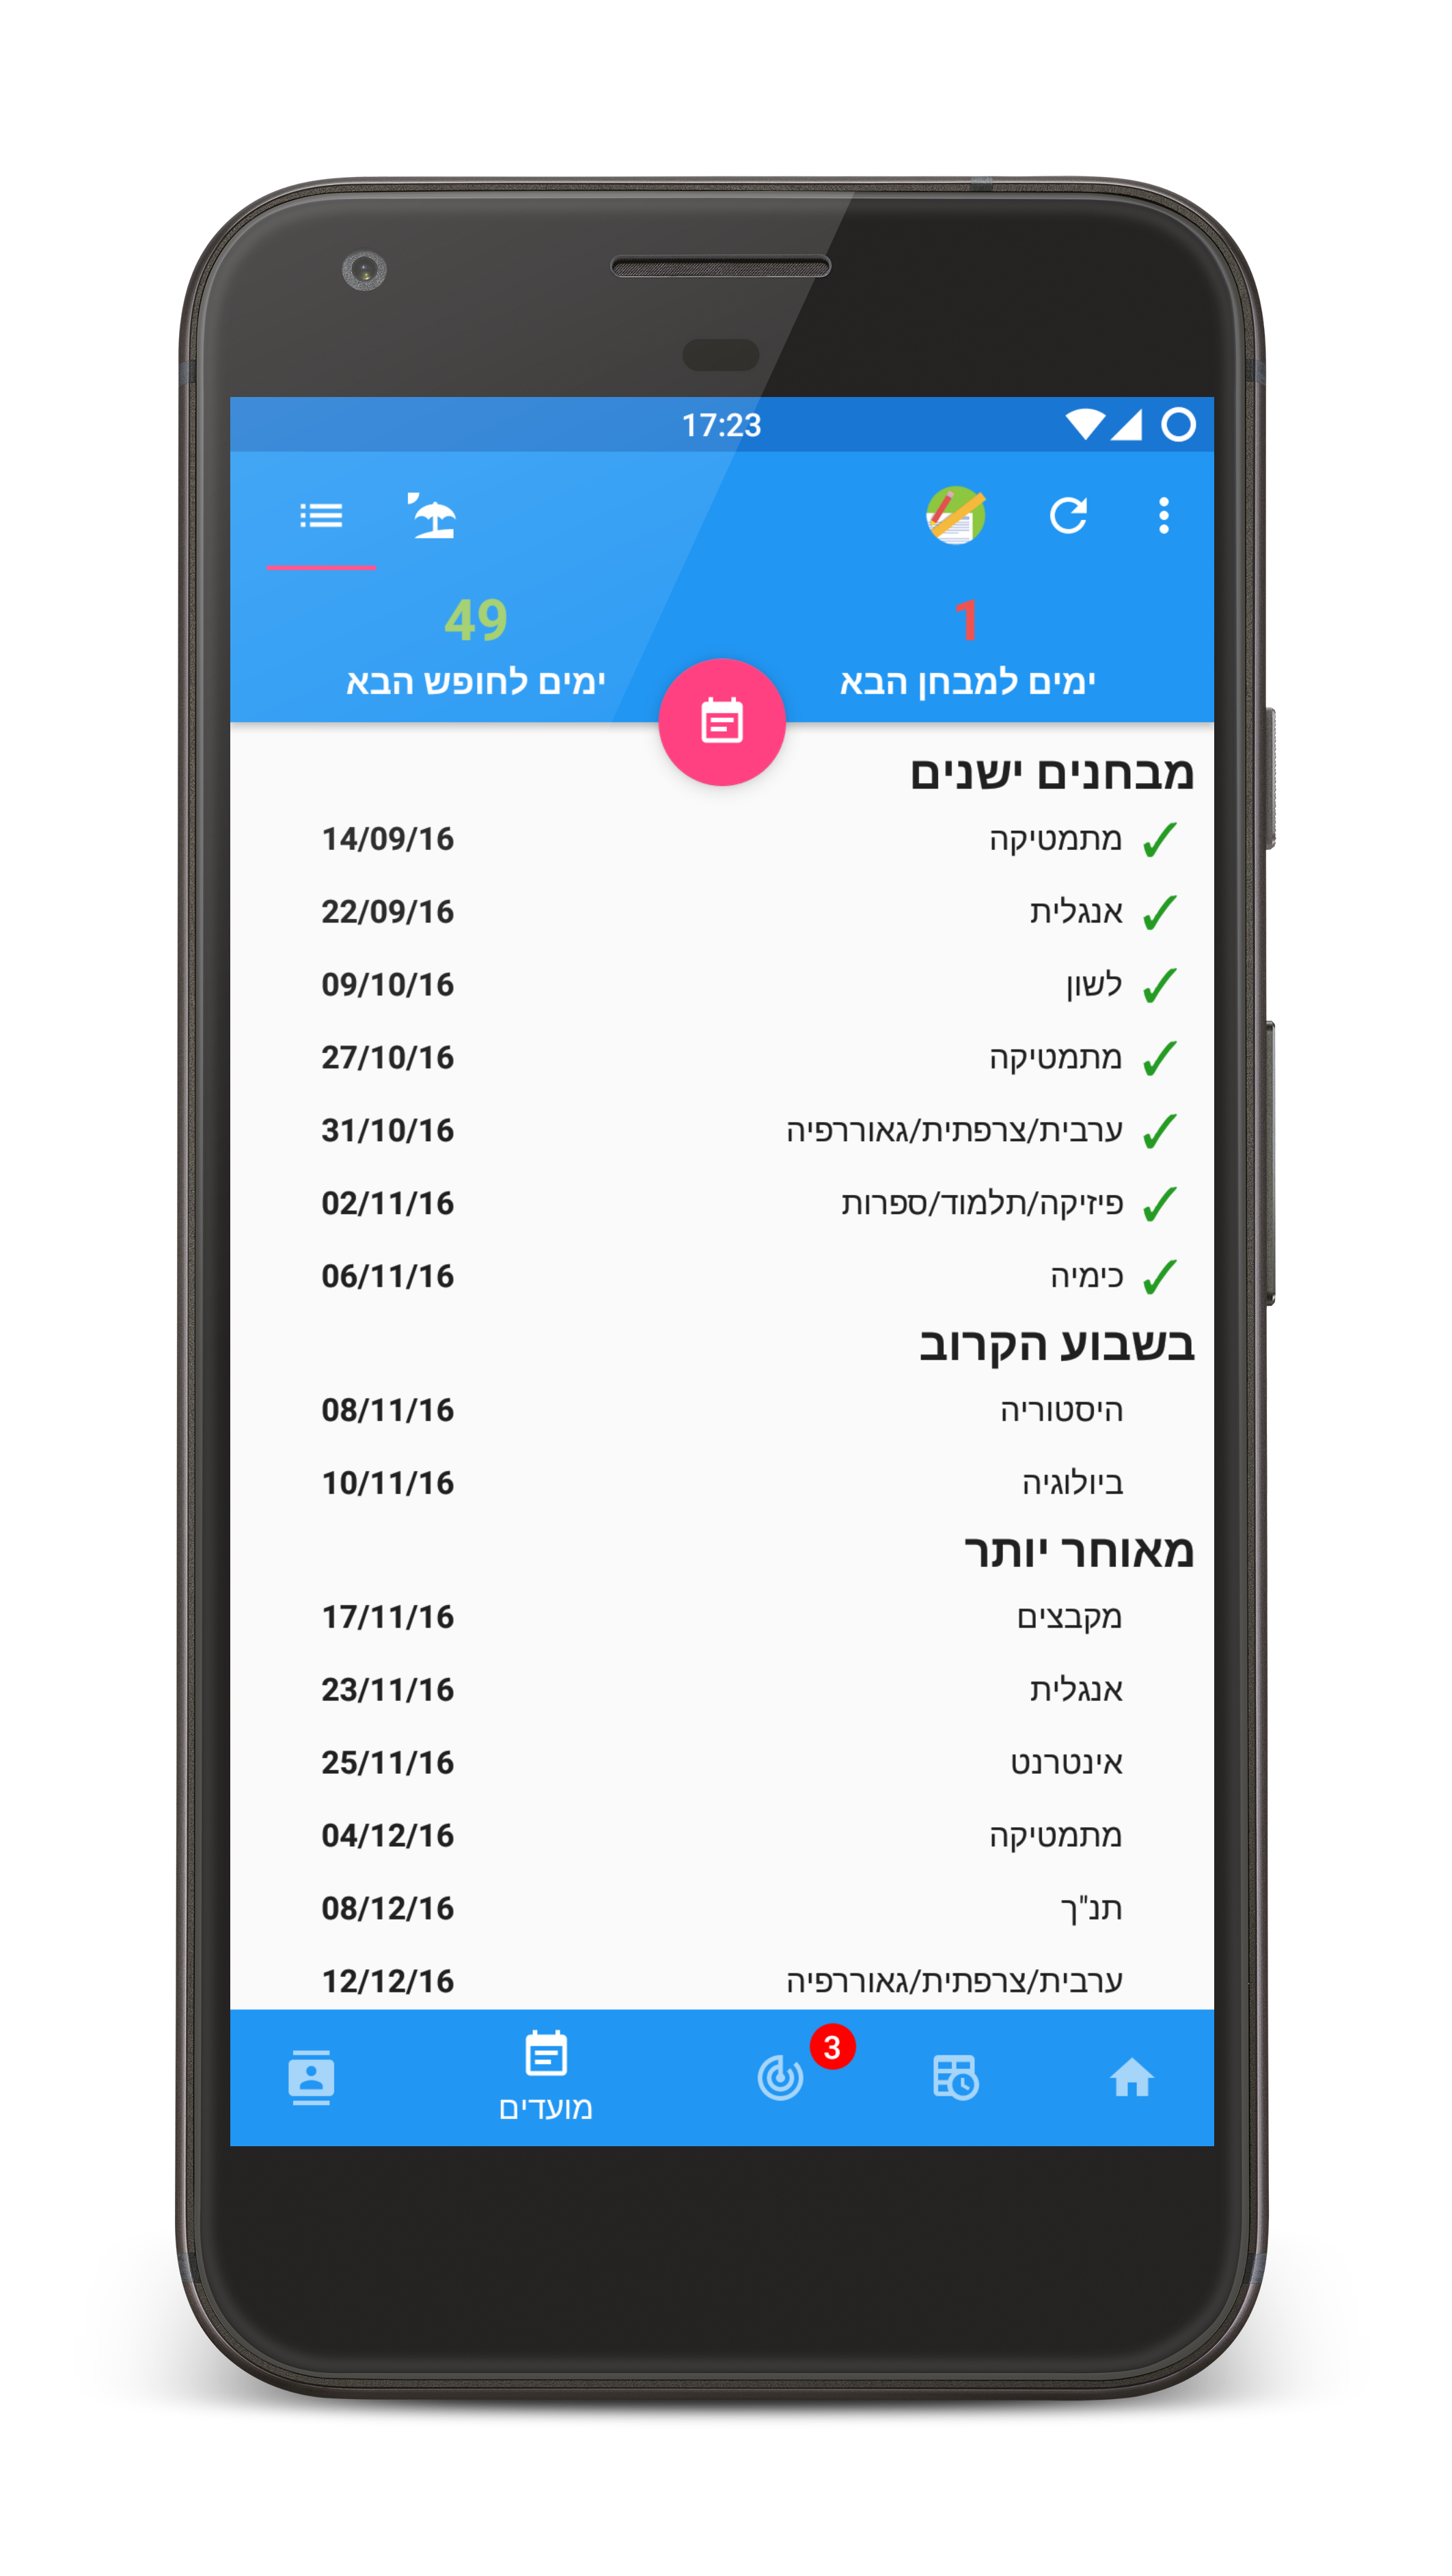 17:23
1
ימים למבחן הבא
49
ימים לחופש הבא
מבחנים ישנים
מתמטיקה 14/09/16
אנגלית 22/09/16
לשון 09/10/16
מתמטיקה 27/10/16
ערבית/צרפתית/גאוררפיה 31/10/16
פיזיקה/תלמוד/ספרות 02/11/16
כימיה 06/11/16
בשבוע הקרוב
היסטוריה 08/11/16
ביולוגיה 10/11/16
מאוחר יותר
מקבצים 17/11/16
אנגלית 23/11/16
אינטרנט 25/11/16
מתמטיקה 04/12/16
תנ"ך 08/12/16
ערבית/צרפתית/גאוררפיה 12/12/16
3
מועדים